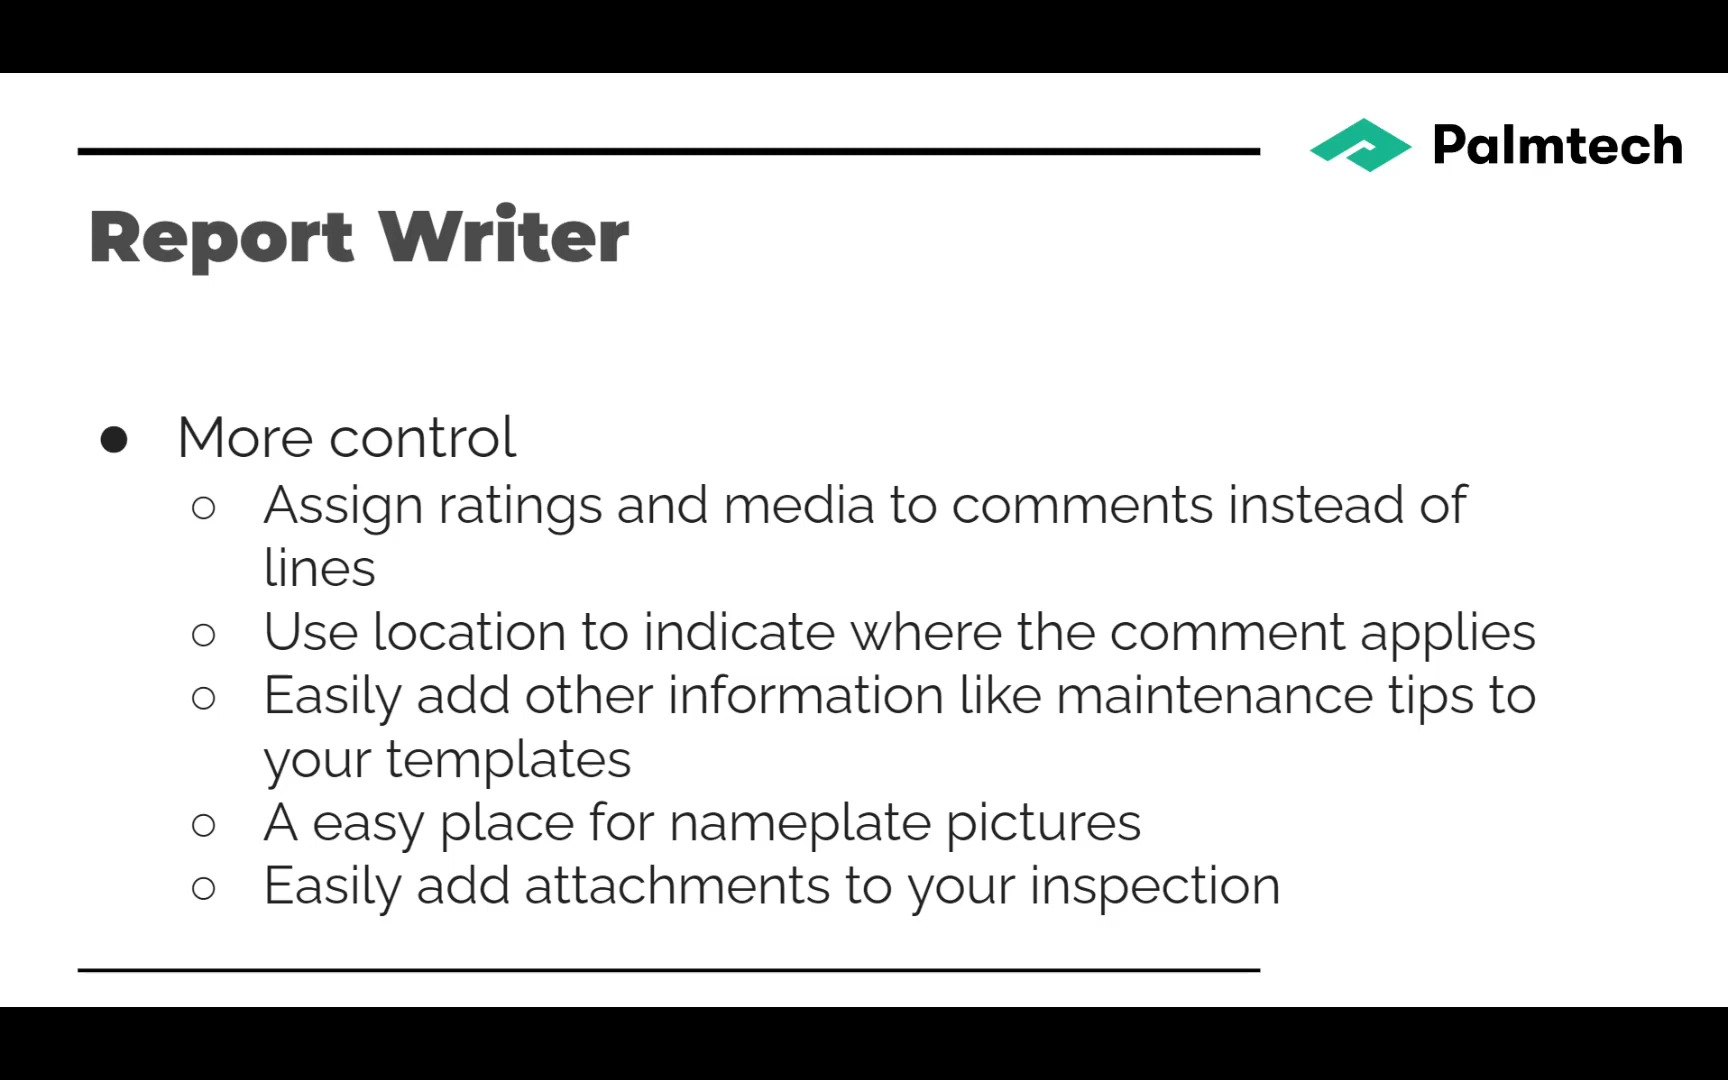 Palmtech
Report Writer
● More control
○ Assign ratings and media to comments instead of
lines
○ Use location to indicate where the comment applies
○ Easily add other information like maintenance tips to
your templates
○ A easy place for nameplate pictures
○ Easily add attachments to your inspection